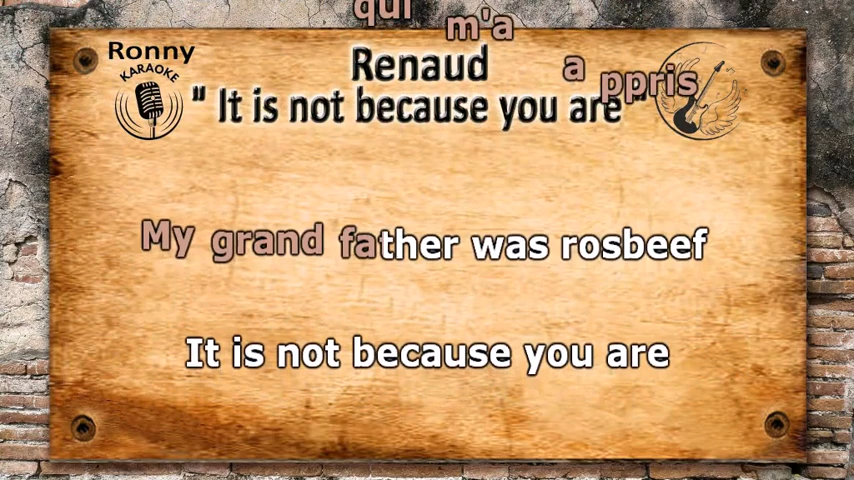 qui m'a
a ppris
Ronny
KARAOKE
Renaud
" It is not because you are "
My grand father was rosbeef
It is not because you are